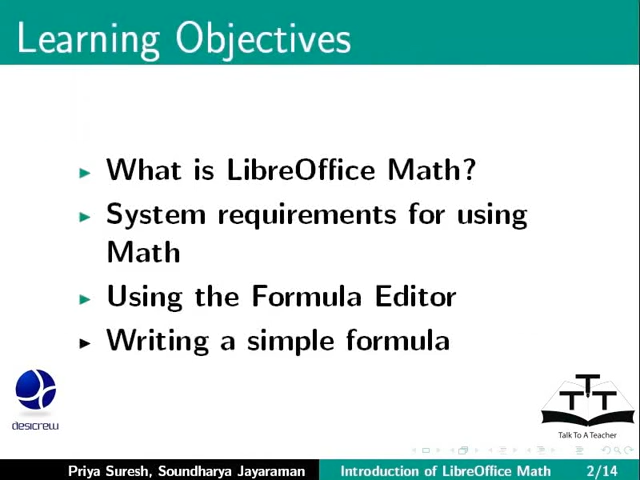 Learning Objectives
What is LibreOffice Math?
System requirements for using
Math
Using the Formula Editor
Writing a simple formula
desicrew
T T T
Talk To A Teacher
Priya Suresh, Soundharya Jayaraman Introduction of LibreOffice Math 2/14